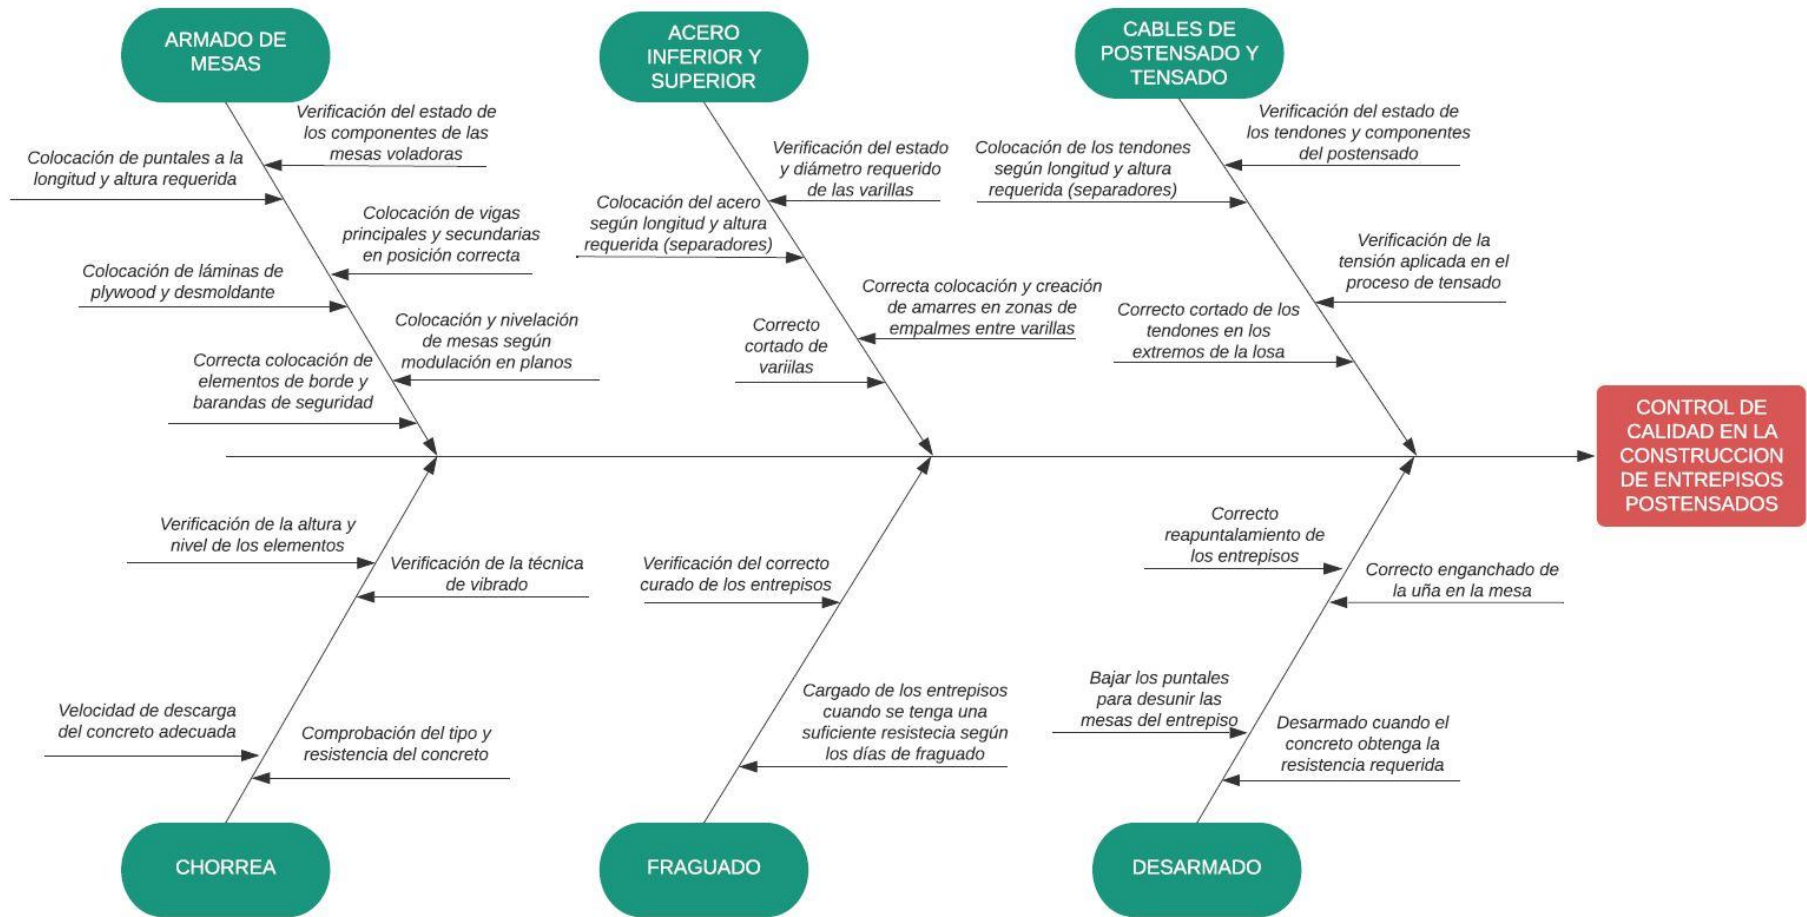 ARMADO DE
MESAS
Verificación del estado de
los componentes de las
mesas voladoras
Colocación de puntales a la
longitud y altura requerida
Colocación de vigas
principales y secundarias
en posición correcta
Colocación de láminas de
plywood y desmoldante
Colocación y nivelación
de mesas según
modulación en planos
Correcta colocación de
elementos de borde y
barandas de seguridad
ACERO
INFERIOR Y
SUPERIOR
Verificación del estado
y diámetro requerido
de las varillas
Colocación del acero
según longitud y altura
requerida (separadores)
Correcta colocación y creación
de amarres en zonas de
empalmes entre varillas
Correcto
cortado de
variilas
CABLES DE
POSTENSADO Y
TENSADO
Verificación del estado de
los tendones y componentes
del postensado
Colocación de los tendones
según longitud y altura
requerida (separadores)
Verificación de la
tensión aplicada en el
proceso de tensado
Correcto cortado de los
tendones en los
extremos de la losa
CONTROL DE
CALIDAD EN LA
CONSTRUCCION
DE ENTREPISOS
POSTENSADOS
Verificación de la altura y
nivel de los elementos
Verificación de la técnica
de vibrado
Velocidad de descarga
del concreto adecuada
Comprobación del tipo y
resistencia del concreto
CHORREA
Verificación del correcto
curado de los entrepisos
Cargado de los entrepisos
cuando se tenga una
suficiente resistecia según
los días de fraguado
FRAGUADO
Correcto
reapuntalamiento de
los entrepisos
Correcto enganchado de
la uña en la mesa
Bajar los puntales
para desunir las
mesas del entrepiso
Desarmado cuando el
concreto obtenga la
resistencia requerida
DESARMADO